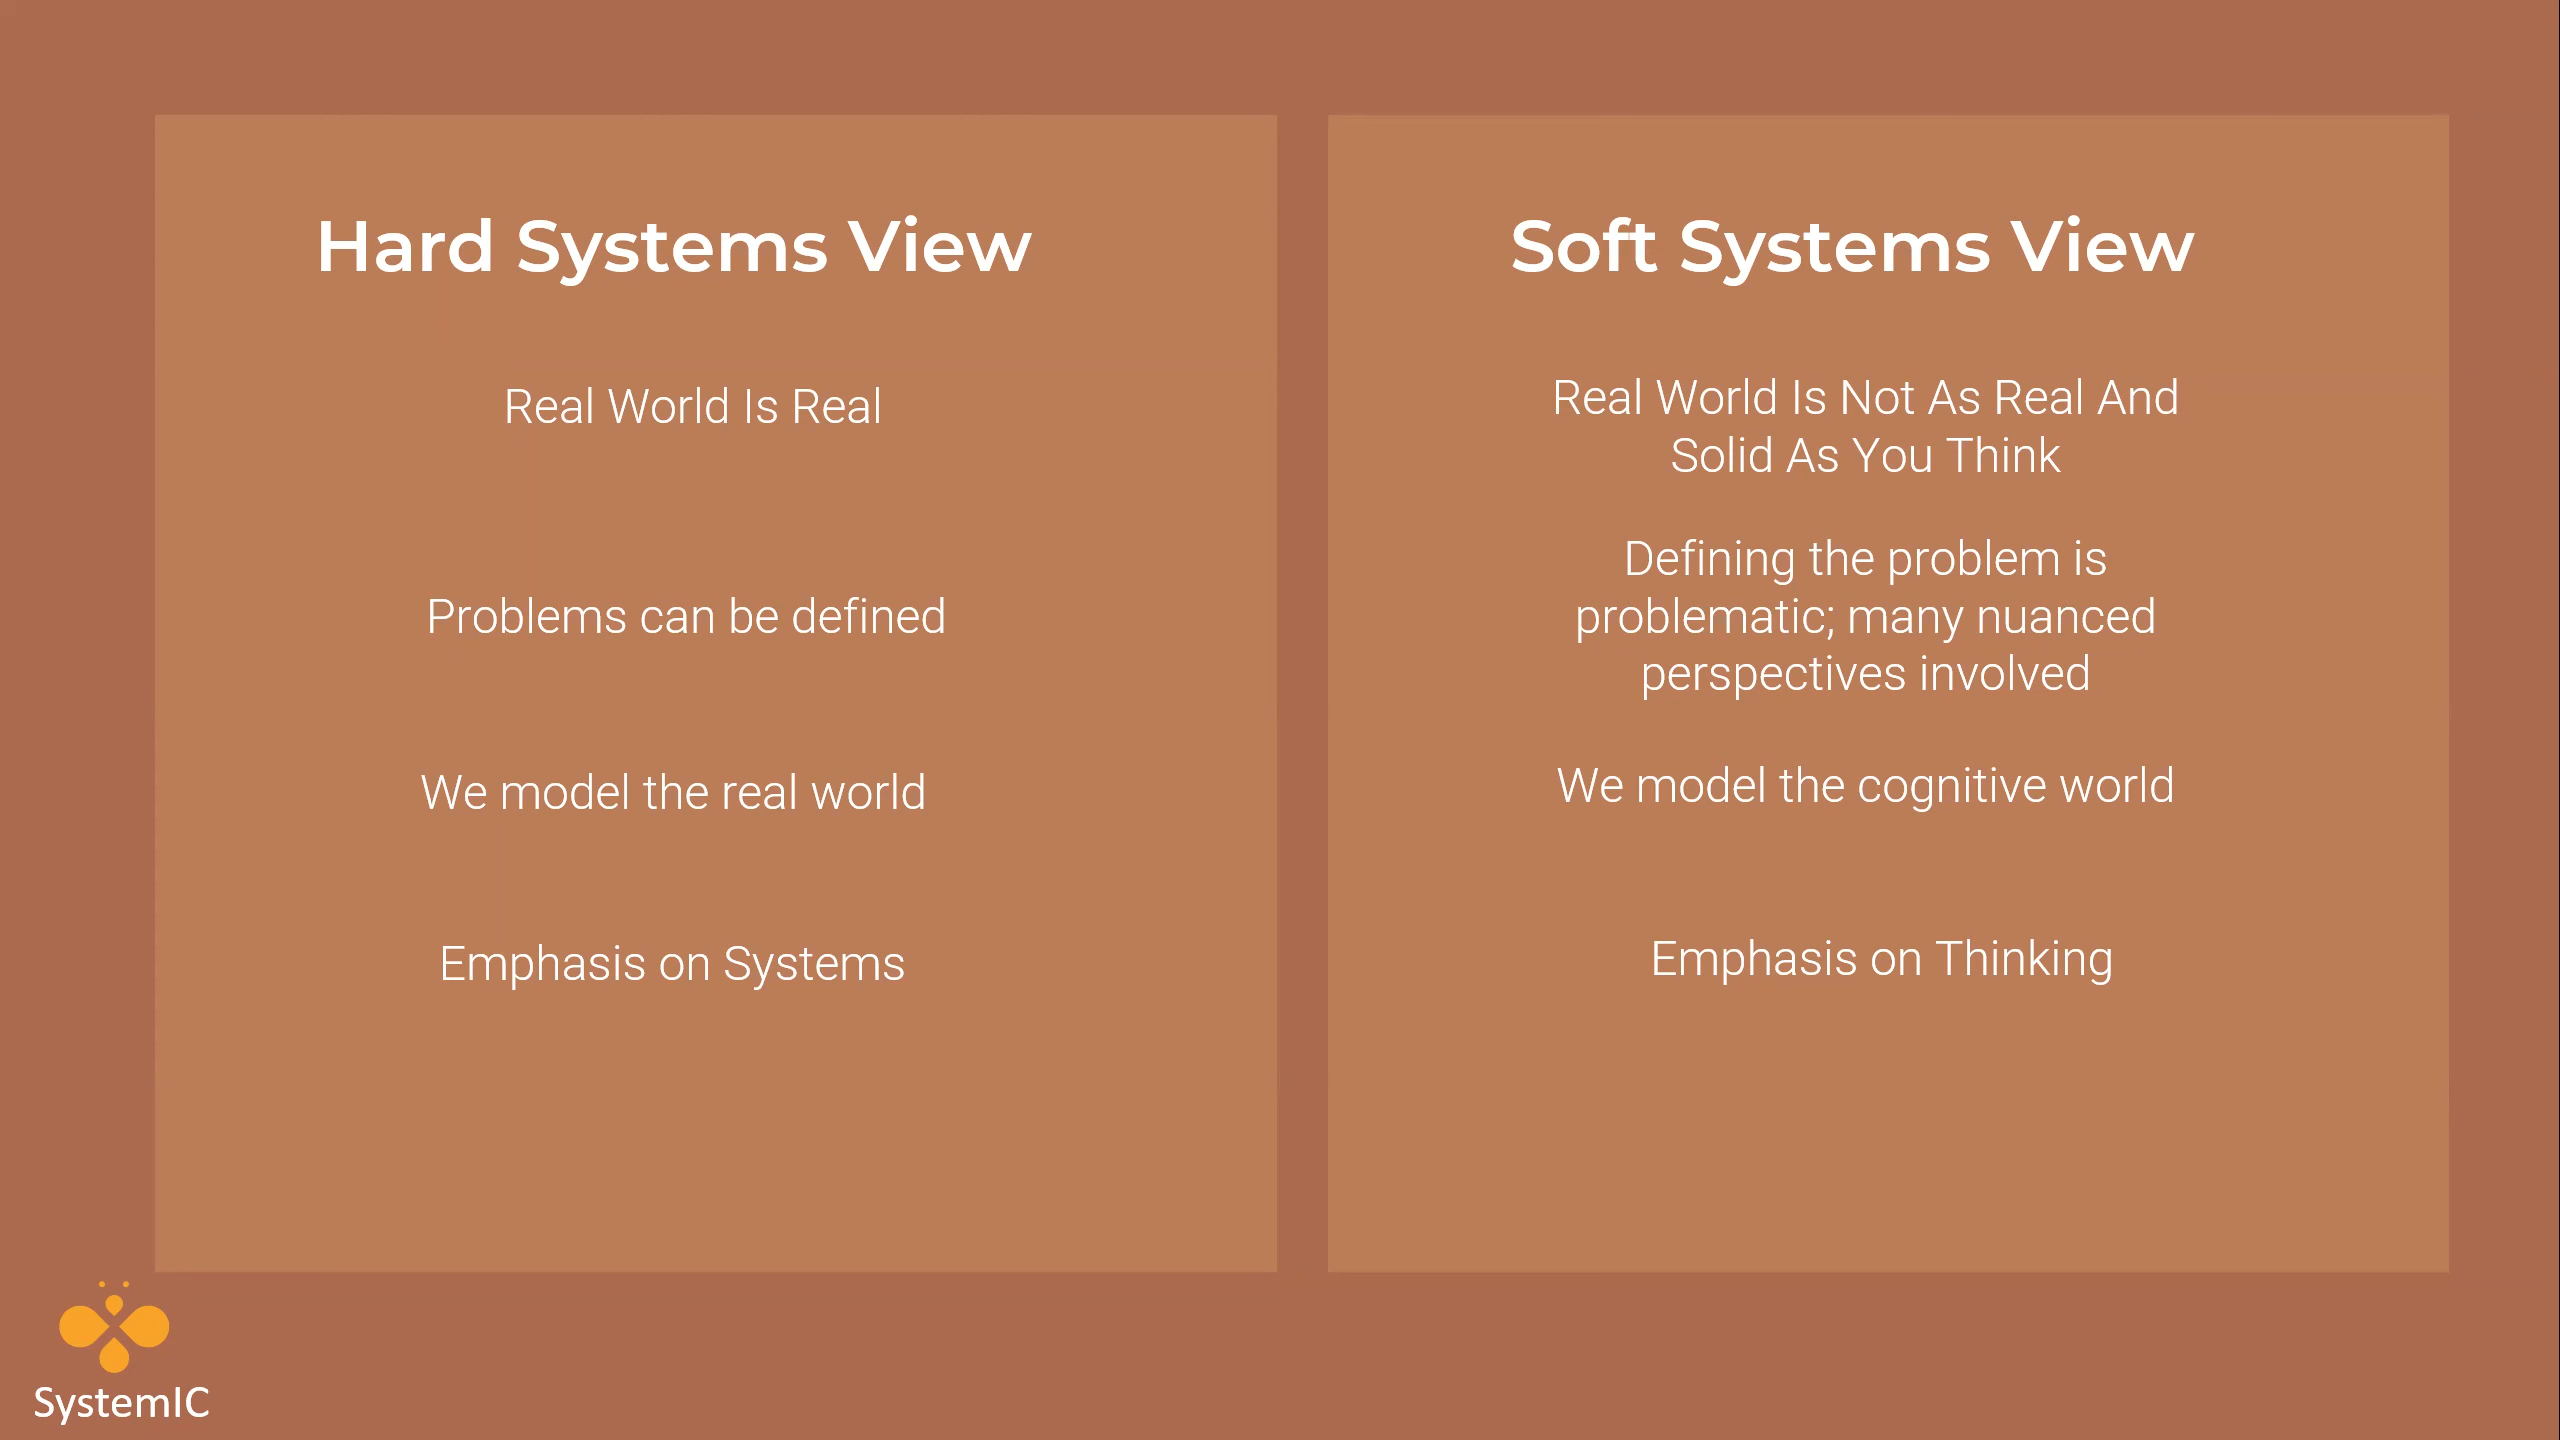 Hard Systems View
Real World Is Real
Problems can be defined
We model the real world
Emphasis on Systems
Soft Systems View
Real World Is Not As Real And
Solid As You Think
Defining the problem is
problematic; many nuanced
perspectives involved
We model the cognitive world
Emphasis on Thinking
SystemIC